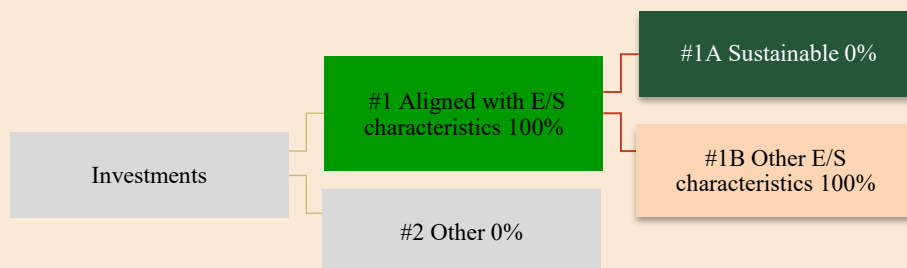 Investments
#1 Aligned with E/S
characteristics 100%
#2 Other 0%
#1A Sustainable 0%
#1B Other E/S
characteristics 100%